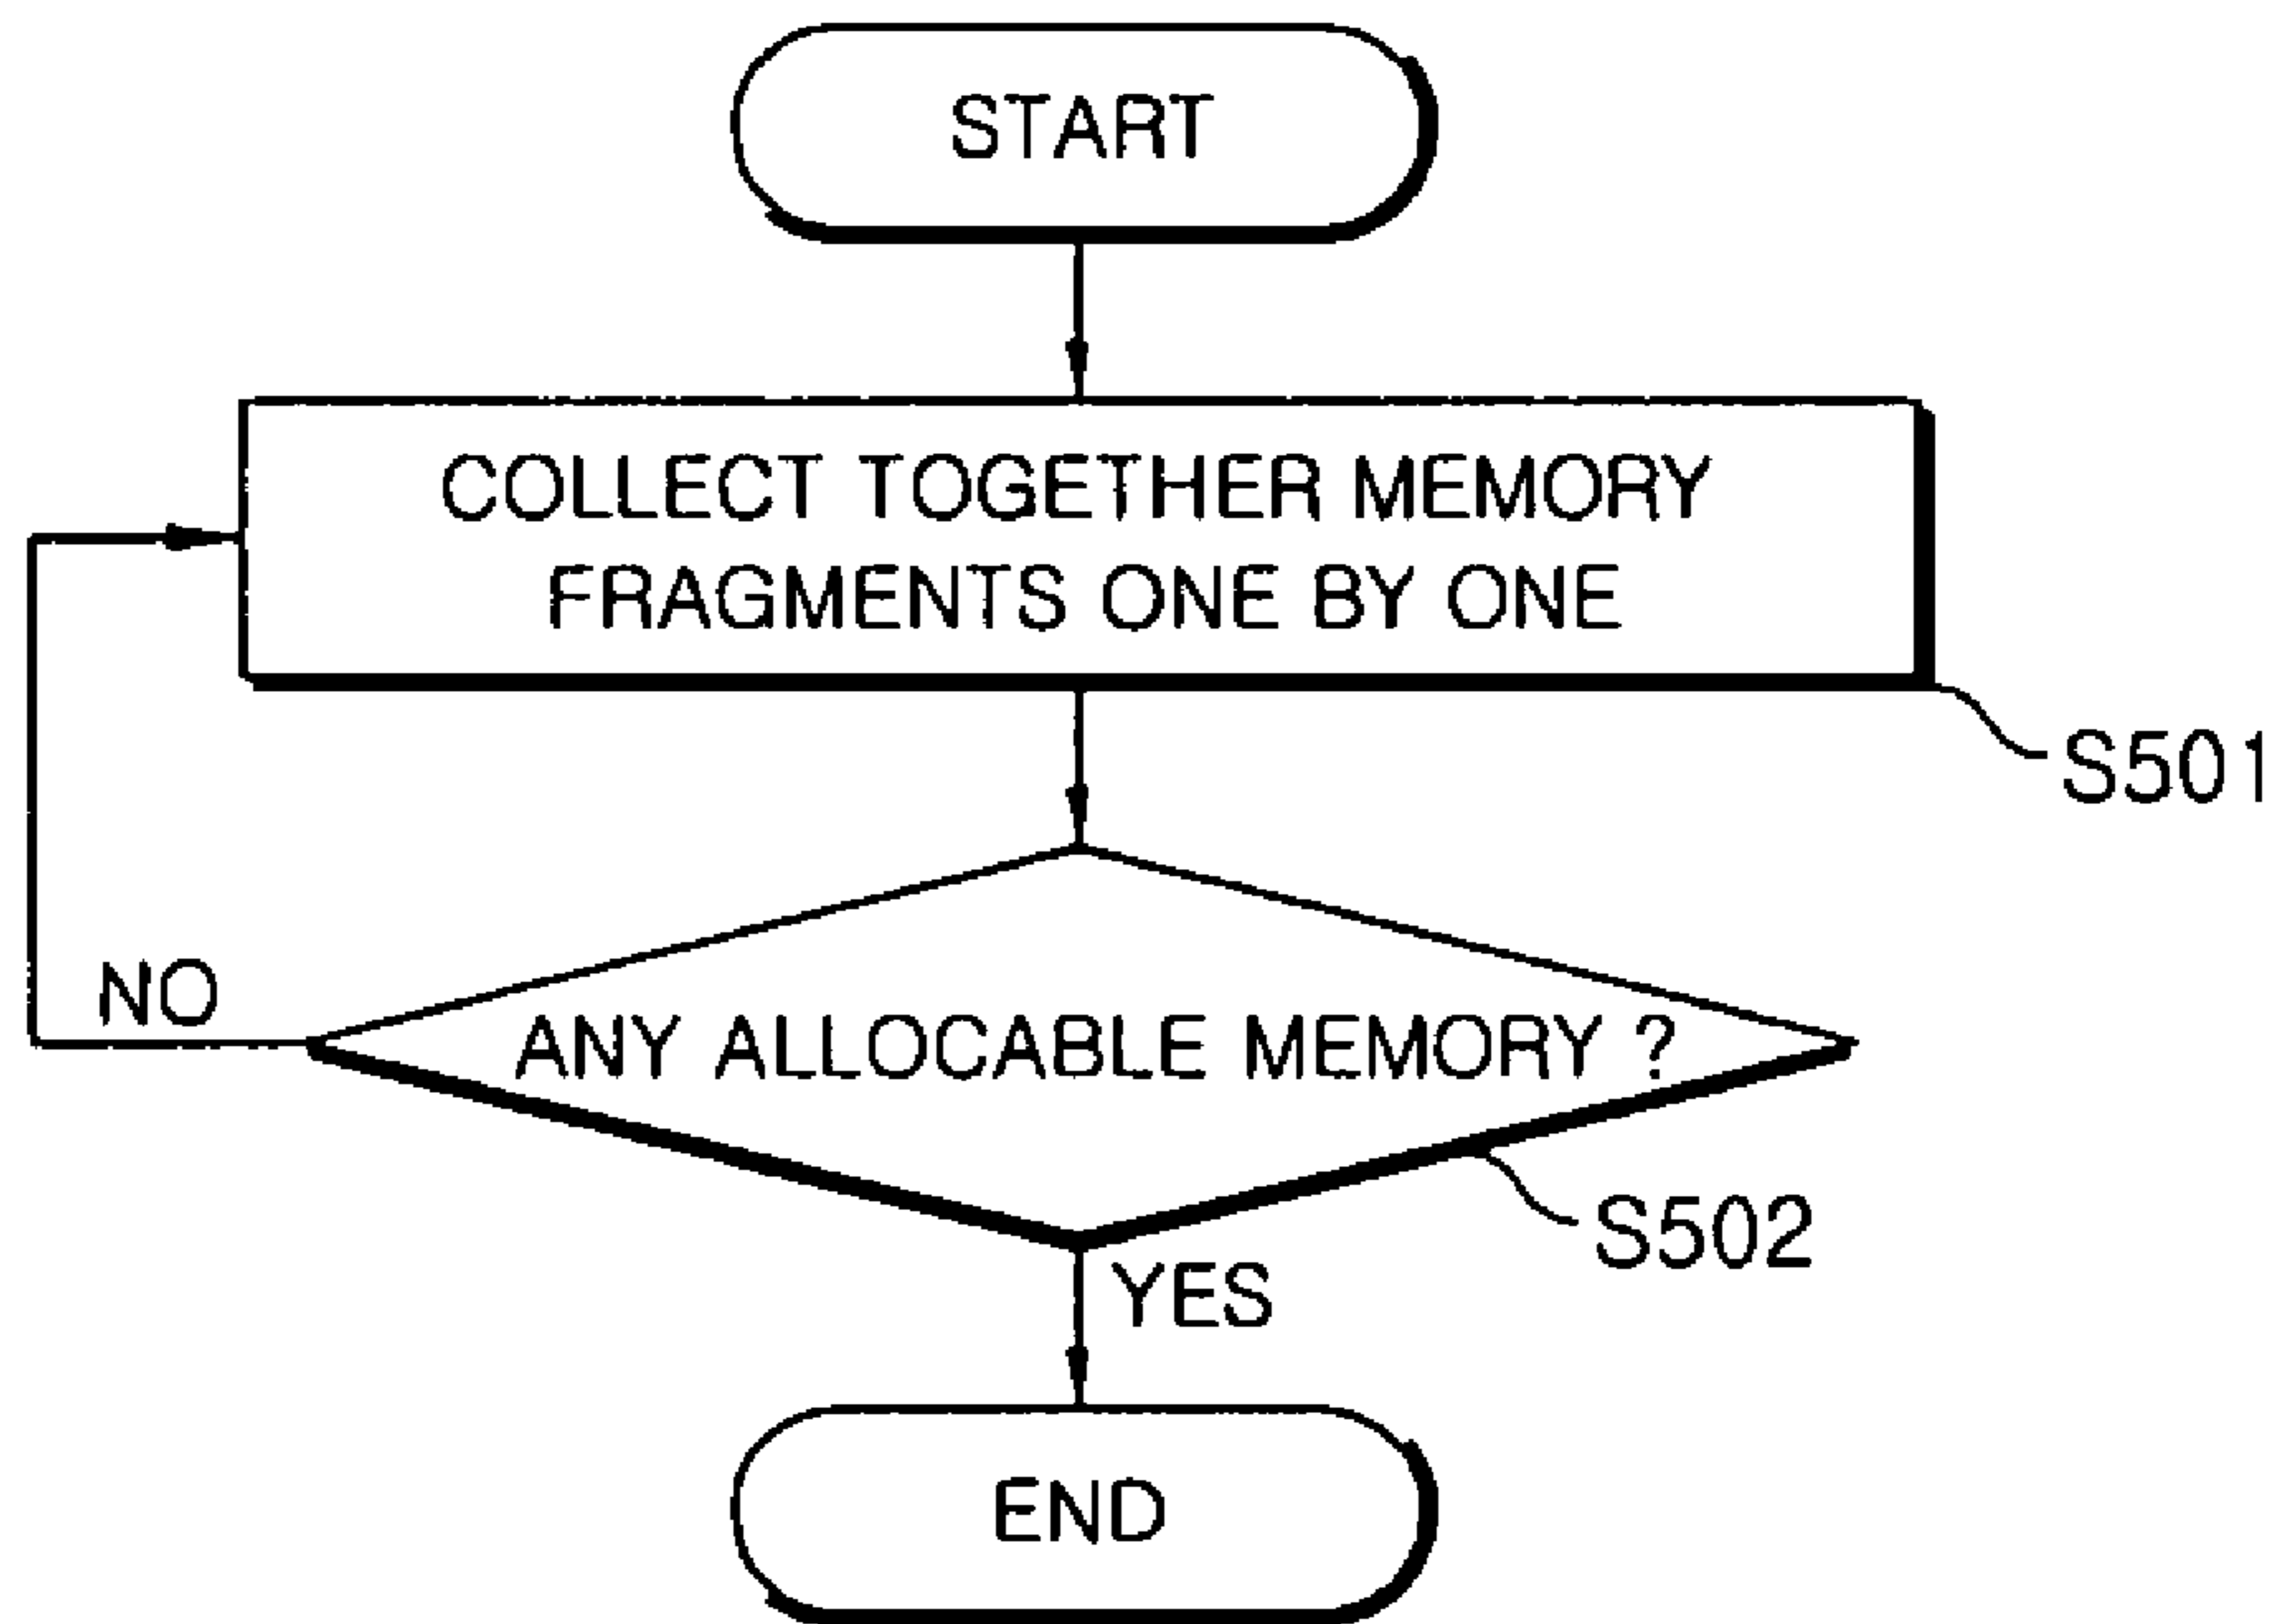 START
COLLECT TOGETHER MEMORY
FRAGMENTS ONE BY ONE
S501
NO
ANY ALLOCABLE MEMORY ?
S502
YES
END